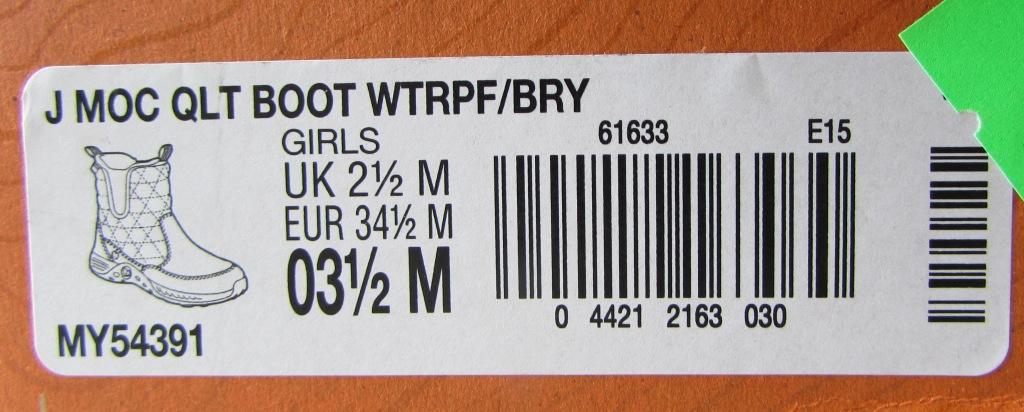 J MOC QLT BOOT WTRPF/BRY
GIRLS
UK 2½ M
EUR 34½ M
03½ M
MY54391
61633 E15
0 4421 2163 030